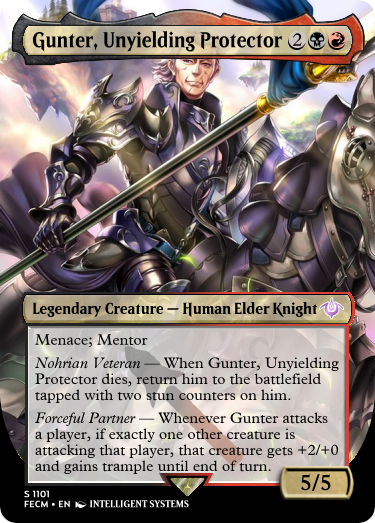 Gunter, Unyielding Protector 2
Legendary Creature — Human Elder Knight
Menace; Mentor
Nohrian Veteran — When Gunter, Unyielding
Protector dies, return him to the battlefield
tapped with two stun counters on him.
Forceful Partner — Whenever Gunter attacks
a player, if exactly one other creature is
attacking that player, that creature gets +2/+0
and gains trample until end of turn.
5/5
S 1101
FECM • EN INTELLIGENT SYSTEMS